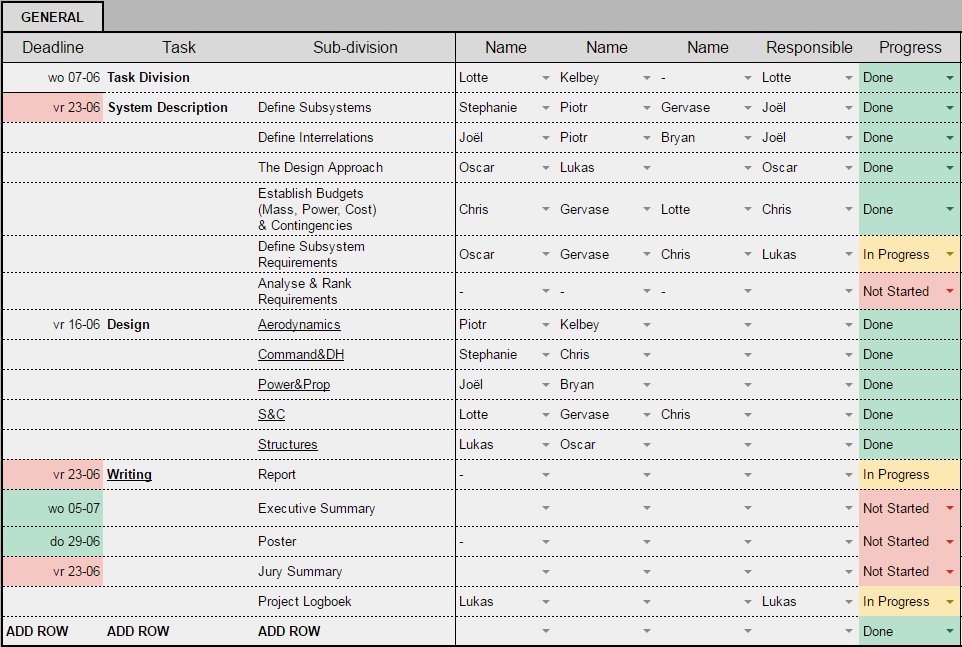 GENERAL
Deadline Task Sub-division Name Name Name Responsible Progress
wo 07-06 Task Division Lotte Kelbey - Lotte Done
vr 23-06 System Description Define Subsystems Stephanie Piotr Gervase Joël Done
Define Interrelations Joël Piotr Bryan Joël Done
The Design Approach Oscar Lukas Oscar Done
Establish Budgets
(Mass, Power, Cost) Chris Gervase Lotte Chris Done
& Contingencies
Define Subsystem
Requirements Oscar Gervase Chris Lukas In Progress
Analyse & Rank
Requirements - - - Not Started
vr 16-06 Design Aerodynamics Piotr Kelbey Done
Command&DH Stephanie Chris Done
Power&Prop Joël Bryan Done
S&C Lotte Gervase Chris Done
Structures Lukas Oscar Done
vr 23-06 Writing Report - In Progress
wo 05-07 Executive Summary Not Started
do 29-06 Poster - Not Started
vr 23-06 Jury Summary Not Started
Project Logboek Lukas Lukas In Progress
ADD ROW ADD ROW ADD ROW Done